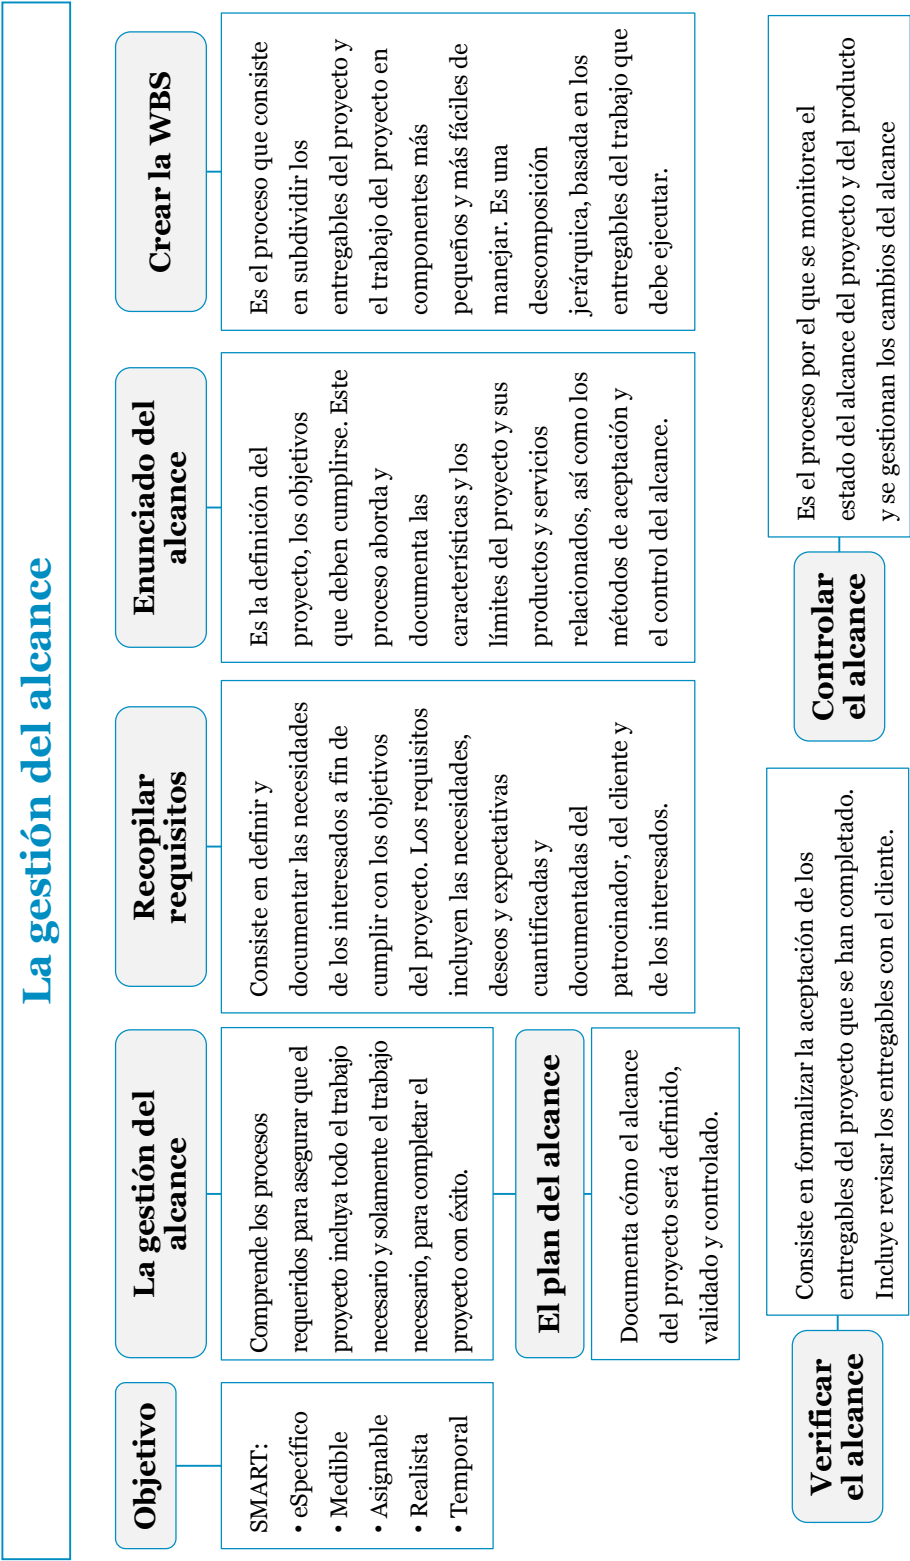 La gestión del alcance
Objetivo
SMART:
• eSpecífico
• Medible
• Asignable
• Realista
• Temporal
La gestión del
alcance
Comprende los procesos
requeridos para asegurar que el
proyecto incluya todo el trabajo
necesario y solamente el trabajo
necesario, para completar el
proyecto con éxito.
El plan del alcance
Documenta cómo el alcance
del proyecto será definido,
validado y controlado.
Recopilar
requisitos
Consiste en definir y
documentar las necesidades
de los interesados a fin de
cumplir con los objetivos
del proyecto. Los requisitos
incluyen las necesidades,
deseos y expectativas
cuantificadas y
documentadas del
patrocinador, del cliente y
de los interesados.
Enunciado del
alcance
Es la definición del
proyecto, los objetivos
que deben cumplirse. Este
proceso aborda y
documenta las
características y los
límites del proyecto y sus
productos y servicios
relacionados, así como los
métodos de aceptación y
el control del alcance.
Crear la WBS
Es el proceso que consiste
en subdividir los
entregables del proyecto y
el trabajo del proyecto en
componentes más
pequeños y más fáciles de
manejar. Es una
descomposición
jerárquica, basada en los
entregables del trabajo que
debe ejecutar.
Verificar
el alcance
Consiste en formalizar la aceptación de los
entregables del proyecto que se han completado.
Incluye revisar los entregables con el cliente.
Controlar
el alcance
Es el proceso por el que se monitorea el
estado del alcance del proyecto y del producto
y se gestionan los cambios del alcance